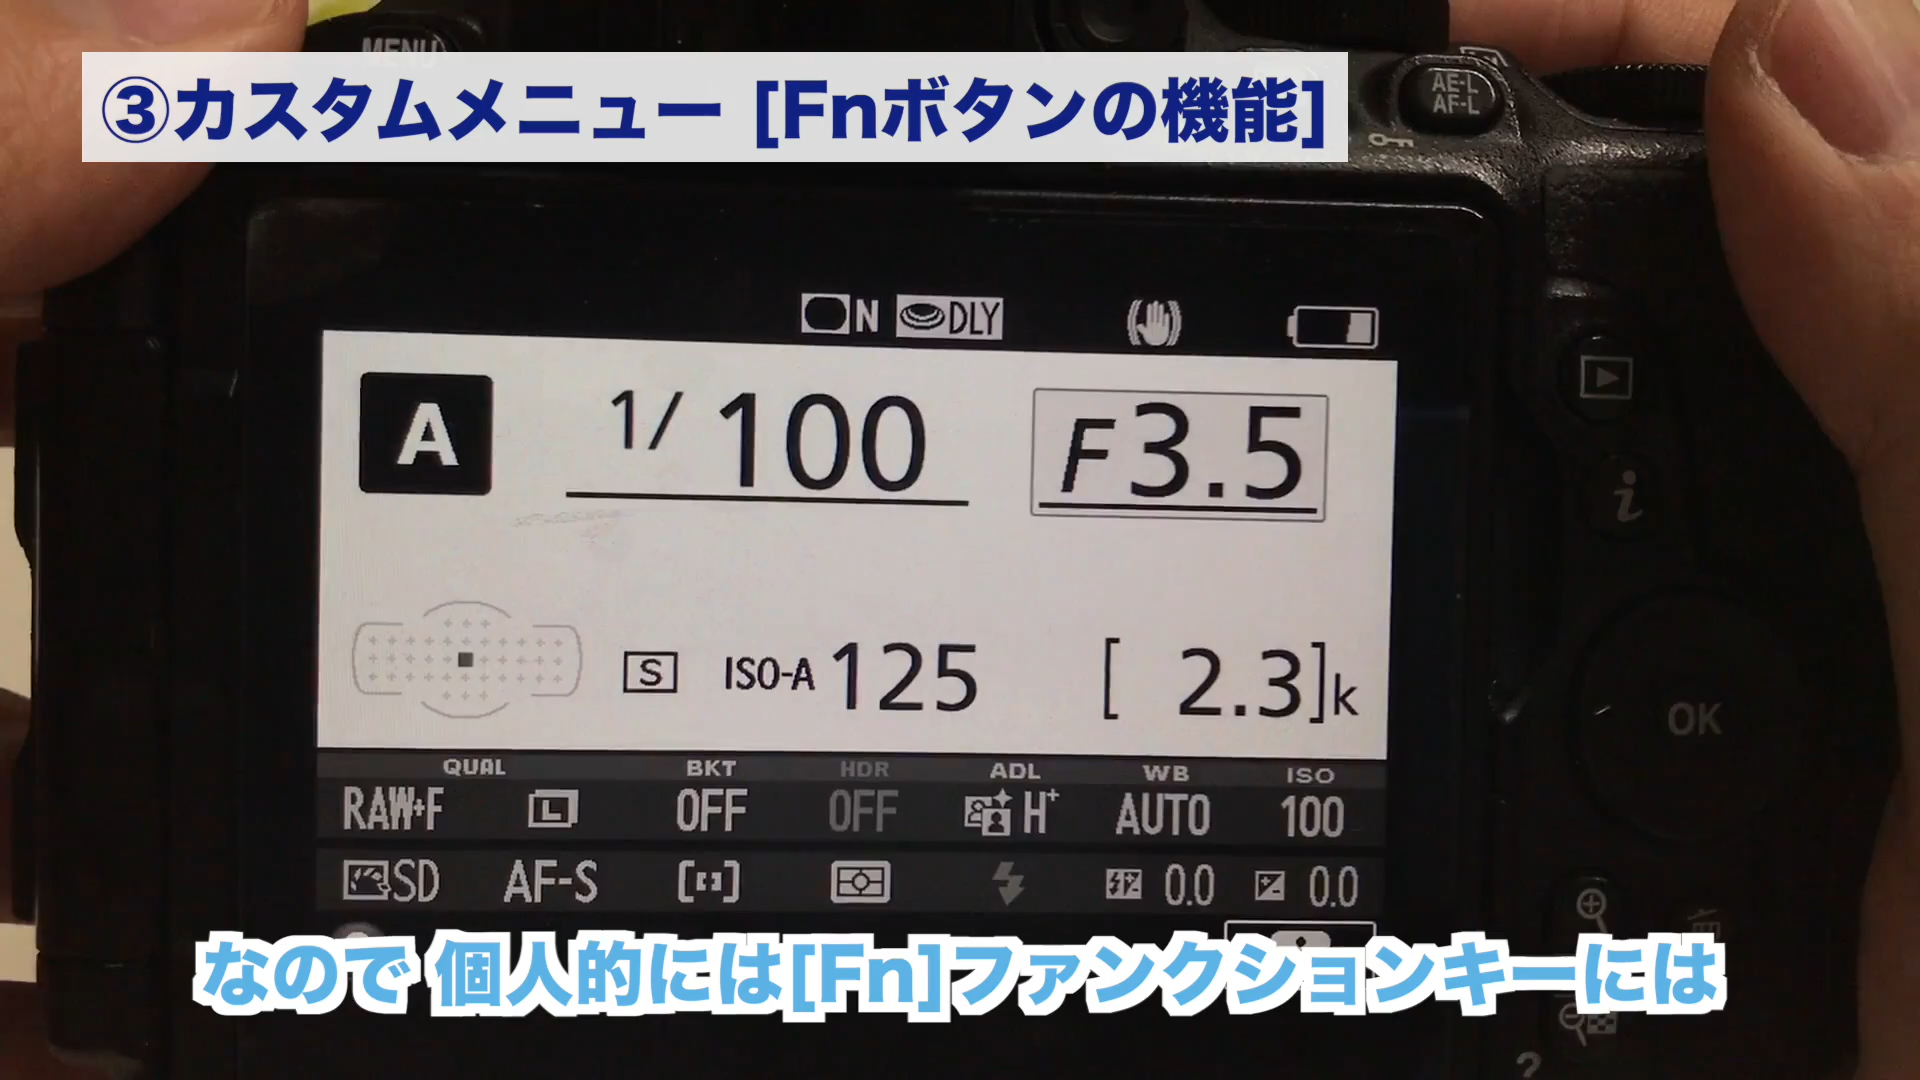 MENU
③カスタムメニュー [Fnボタンの機能]
AE-L
AF-L
N DLY
A 1/100 F3.5
S ISO-A 125 [ 2.3]k
QUAL BKT HDR ADL WB ISO
RAW+F L OFF OFF H+ AUTO 100
SD AF-S 0.0 0.0
i
OK
なので 個人的には[Fn]ファンクションキーには
?